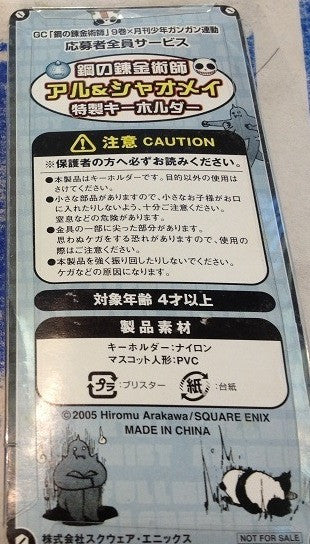 GC「鋼の錬金術師」9巻×月刊少年ガンガン連動
応募者全員サービス
鋼の錬金術師
アル&シャオメイ
特製キーホルダー
注意 CAUTION
※保護者の方へ必ずお読みください。
●本製品はキーホルダーです。目的以外の使用は
さけてください。
●小さな部品がありますので、小さなお子様がお口
に入れたりしないよう、十分ご注意ください。
窒息などの危険があります。
●金具の一部に尖った部分があります。
思わぬケガをする恐れがありますので、使用の
際はご注意ください。
●本製品を強く振り回したりしないでください。
ケガなどの原因になります。
対象年齢 4才以上
製品素材
キーホルダー:ナイロン
マスコット人形:PVC
プラ:ブリスター 紙:台紙
©2005 Hiromu Arakawa/SQUARE ENIX
MADE IN CHINA
株式会社スクウェア・エニックス
NOT FOR SALE